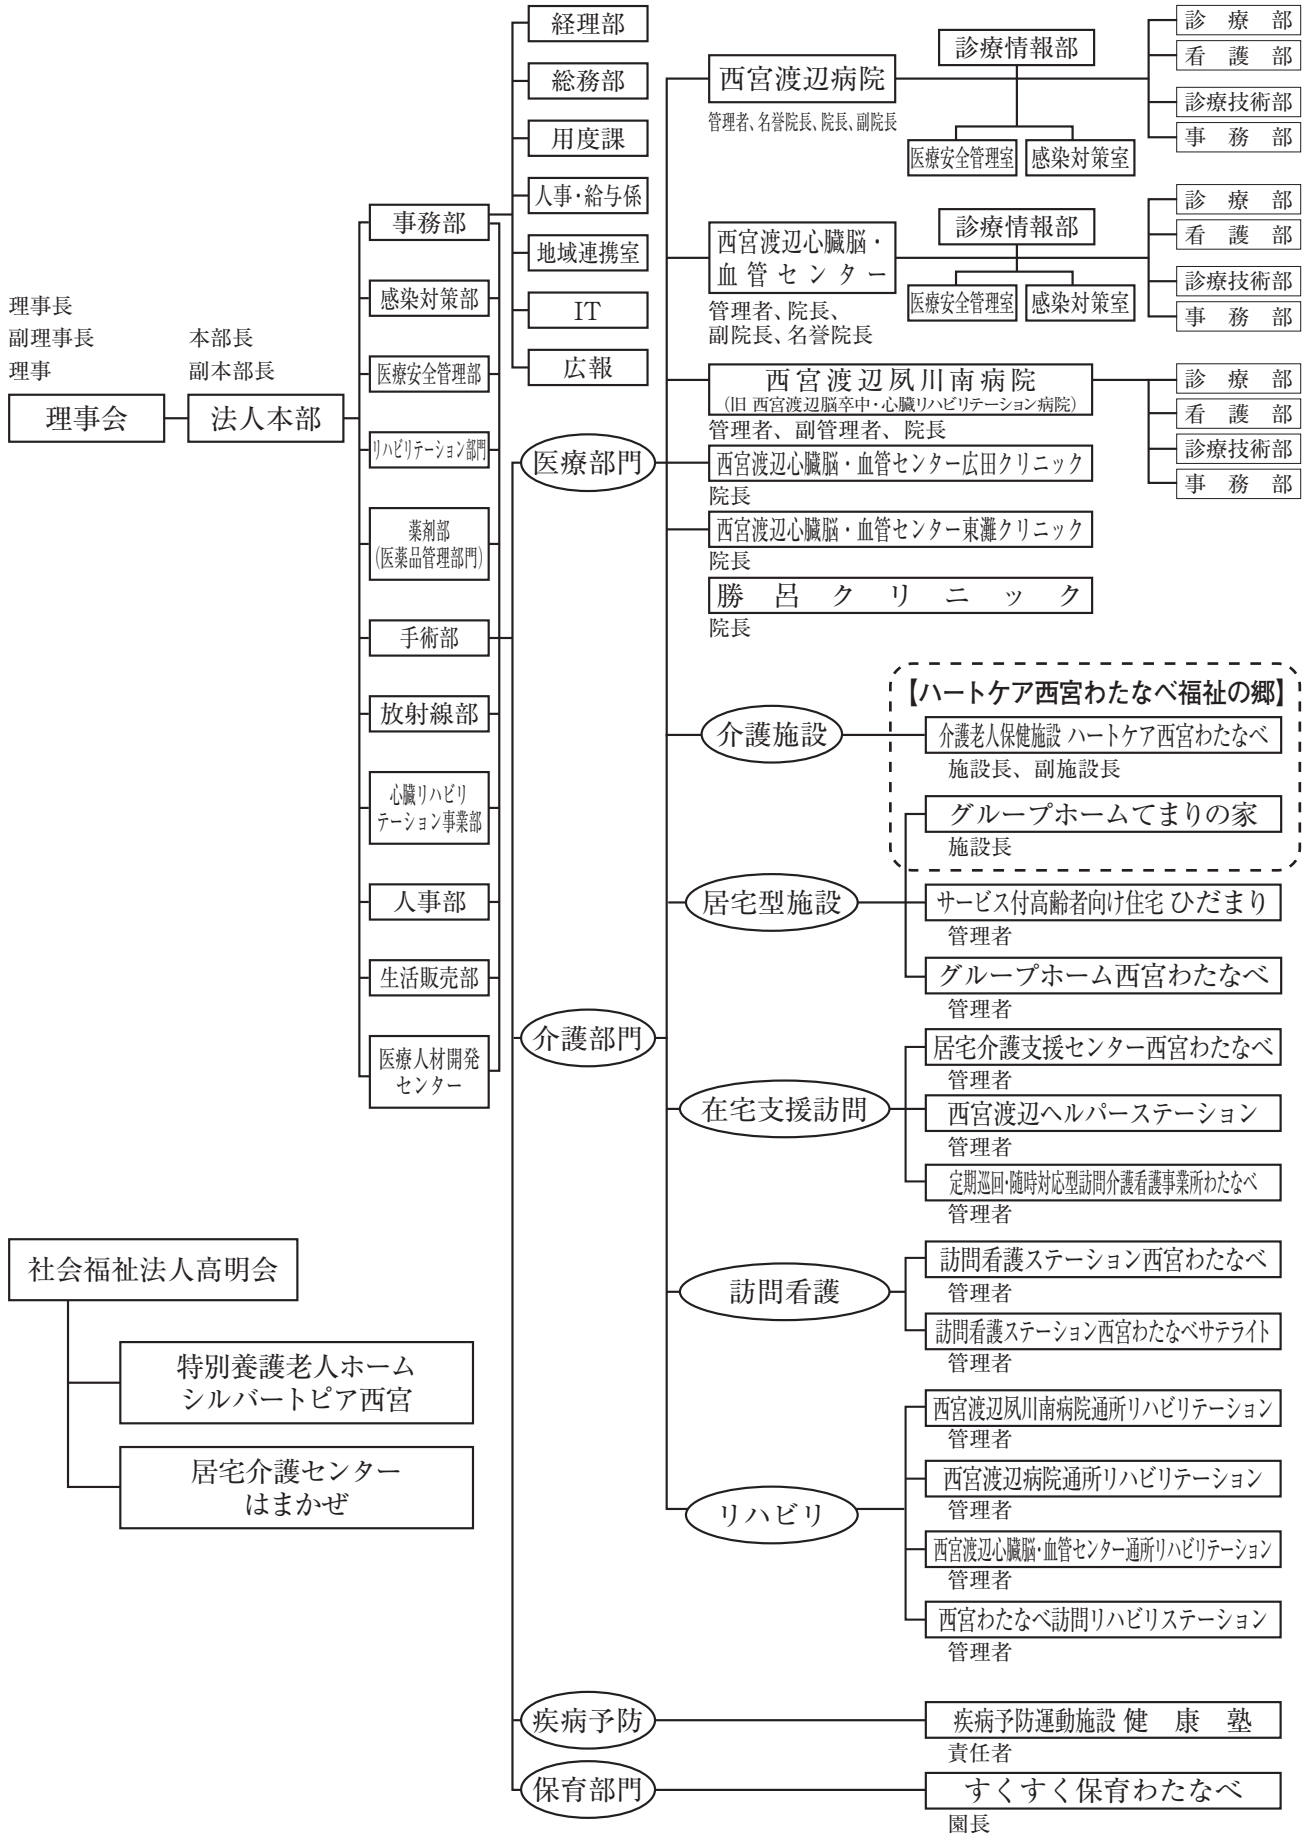 理事長
副理事長
理事
理事会
本部長
副本部長
法人本部
事務部
感染対策部
医療安全管理部
リハビリテーション部門
薬剤部
(医薬品管理部門)
手術部
放射線部
心臓リハビリ
テーション事業部
人事部
生活販売部
医療人材開発
センター
経理部
総務部
用度課
人事・給与係
地域連携室
IT
広報
医療部門
西宮渡辺病院
管理者、名誉院長、院長、副院長
診療情報部
医療安全管理室
感染対策室
診療部
看護部
診療技術部
事務部
西宮渡辺心臓脳・
血管センター
管理者、院長、
副院長、名誉院長
診療情報部
医療安全管理室
感染対策室
診療部
看護部
診療技術部
事務部
西宮渡辺夙川南病院
(旧 西宮渡辺脳卒中・心臓リハビリテーション病院)
管理者、副管理者、院長
診療部
看護部
診療技術部
事務部
西宮渡辺心臓脳・血管センター広田クリニック
院長
西宮渡辺心臓脳・血管センター東灘クリニック
院長
勝呂クリニック
院長
介護部門
介護施設
【ハートケア西宮わたなべ福祉の郷】
介護老人保健施設 ハートケア西宮わたなべ
施設長、副施設長
グループホームてまりの家
施設長
居宅型施設
サービス付高齢者向け住宅 ひだまり
管理者
グループホーム西宮わたなべ
管理者
在宅支援訪問
居宅介護支援センター西宮わたなべ
管理者
西宮渡辺ヘルパーステーション
管理者
定期巡回・随時対応型訪問介護看護事業所わたなべ
管理者
訪問看護
訪問看護ステーション西宮わたなべ
管理者
訪問看護ステーション西宮わたなべサテライト
管理者
リハビリ
西宮渡辺夙川南病院通所リハビリテーション
管理者
西宮渡辺病院通所リハビリテーション
管理者
西宮渡辺心臓脳・血管センター通所リハビリテーション
管理者
西宮わたなべ訪問リハビリステーション
管理者
疾病予防
疾病予防運動施設 健康塾
責任者
保育部門
すくすく保育わたなべ
園長
社会福祉法人高明会
特別養護老人ホーム
シルバートピア西宮
居宅介護センター
はまかぜ